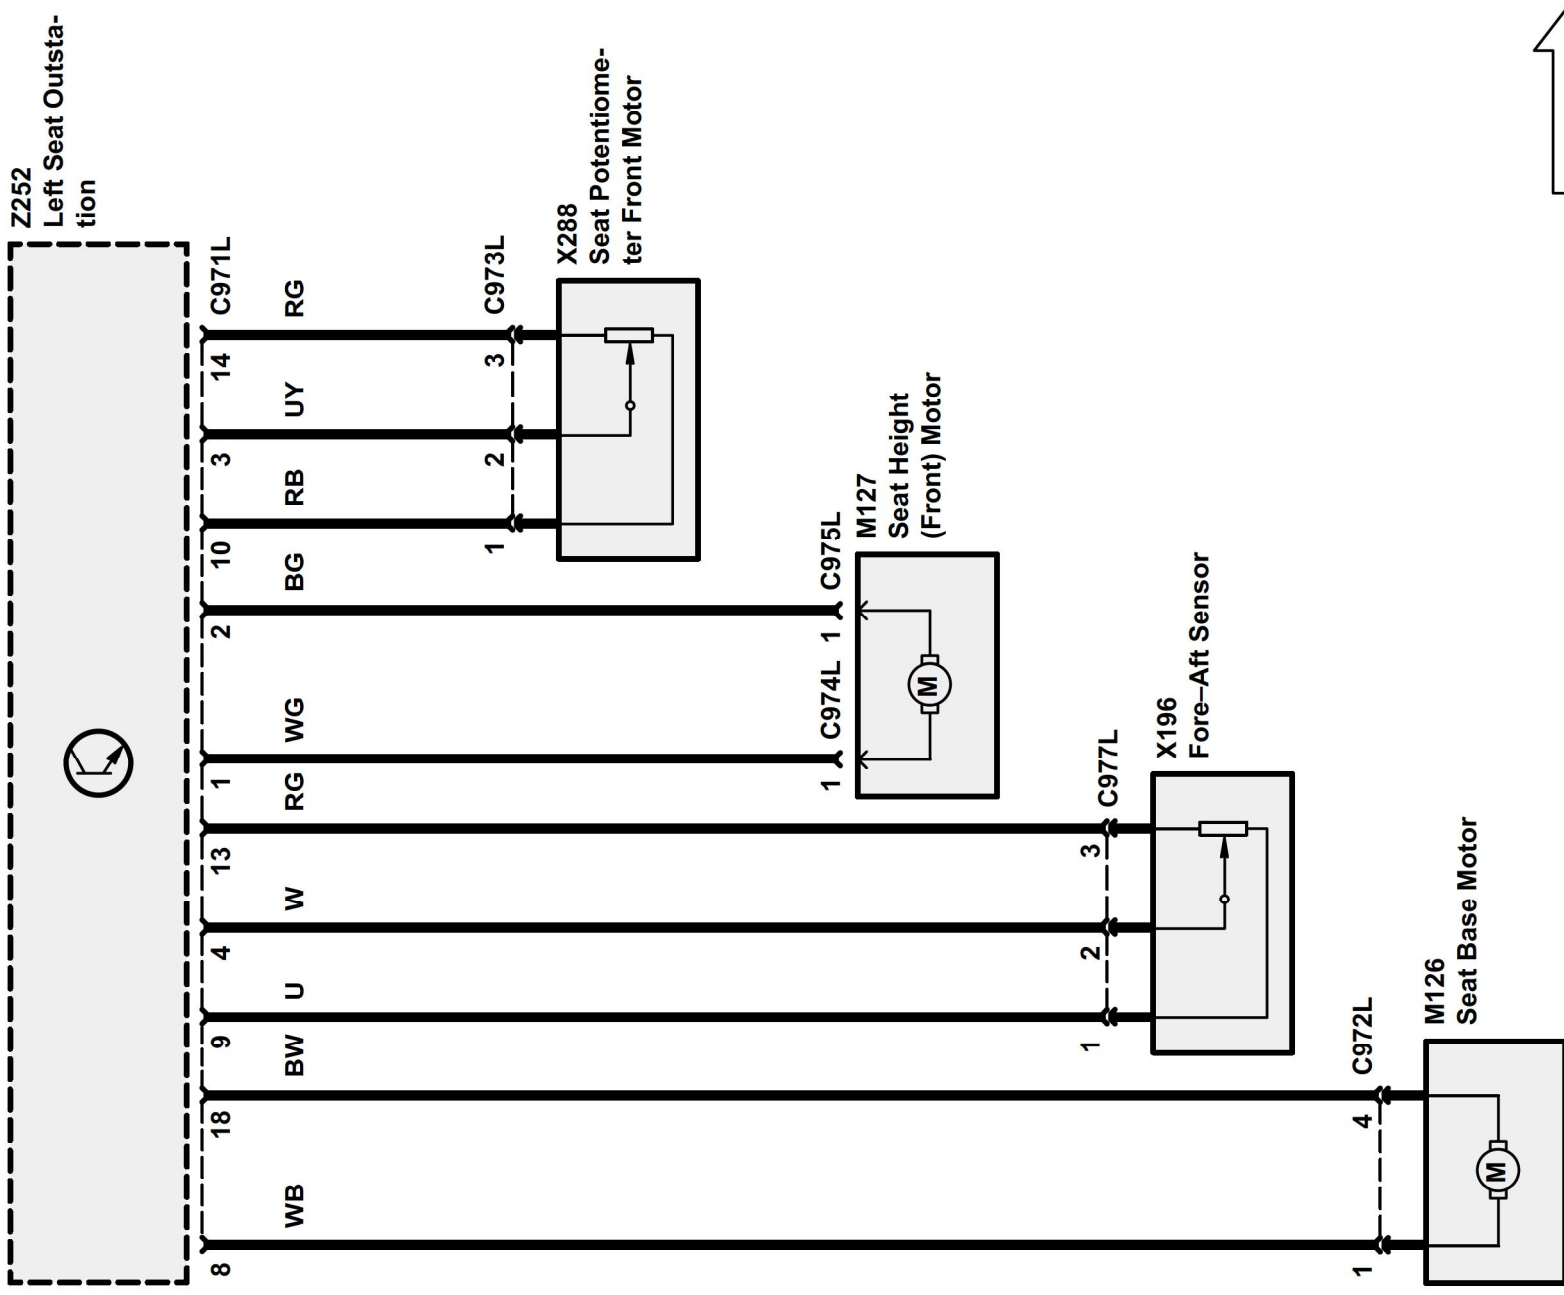 Z252
Left Seat Outsta-
tion
8 18 9 4 13 1 2 10 3 14 C971L
WB BW U W RG WG BG RB UY RG
1 2 3 C973L
X288
Seat Potentiome-
ter Front Motor
1 C974L 1 C975L
M127
Seat Height
(Front) Motor
M
1 2 3 C977L
X196
Fore–Aft Sensor
1 4 C972L
M126
Seat Base Motor
M